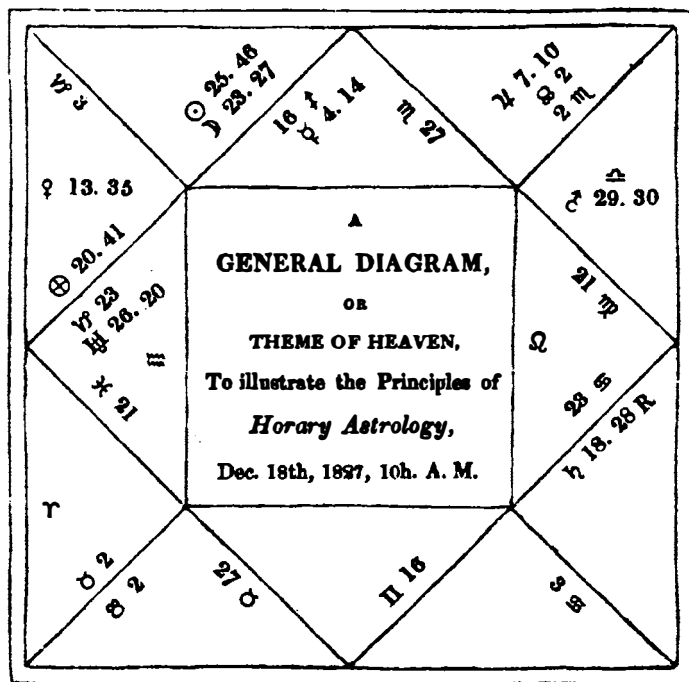 ♑ 3
☉ 25. 46
☽ 23. 27
16 ♐
☿ 4. 14
♏ 27
♃ 7. 10
☊ 2
2 ♏
♀ 13. 35
♎
♂ 29. 30
⊕ 20. 41
♑ 23
♅ 26. 20
♒
♓ 21
A
GENERAL DIAGRAM,
OR
THEME OF HEAVEN,
To illustrate the Principles of
Horary Astrology,
Dec. 18th, 1827, 10h. A. M.
21 ♍
♌
23 ♋
♄ 18. 28 R
♈
♉ 2
☋ 2
27 ♉
♊ 16
3 ♋